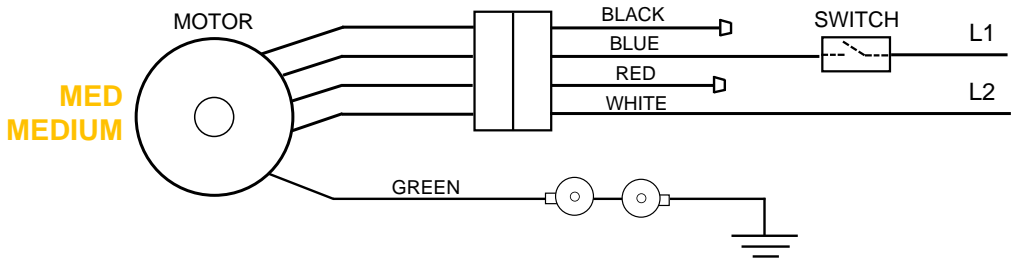 BLACK
MOTOR
SWITCH
L1
BLUE
RED
MED
L2
WHITE
MEDIUM
GREEN